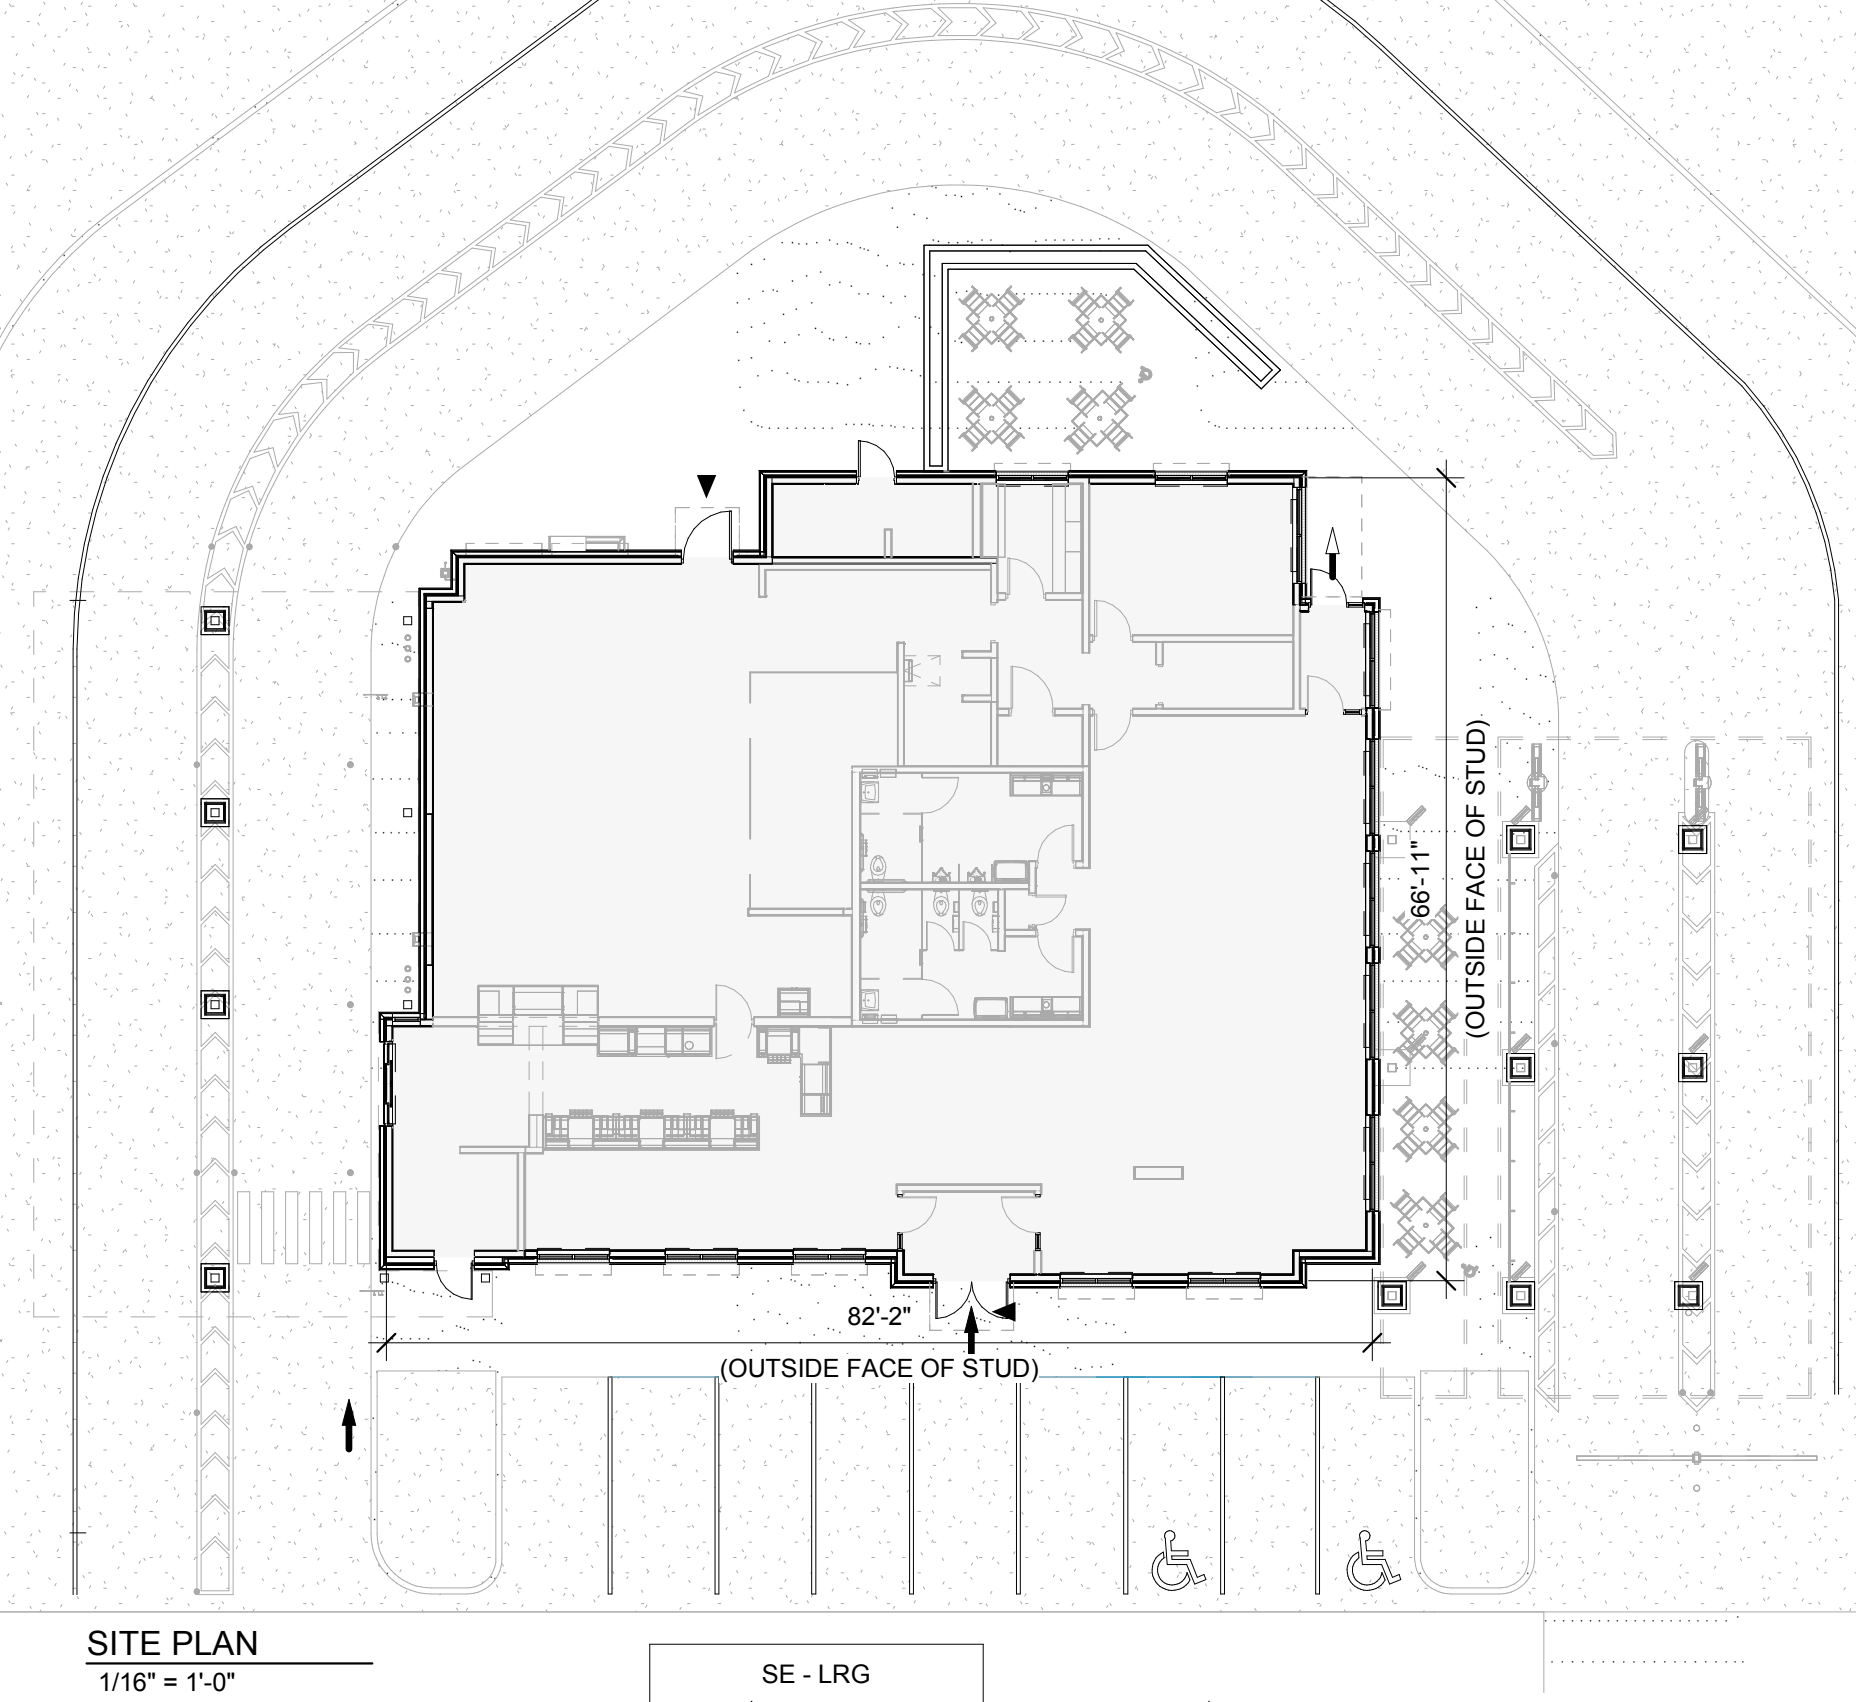 66'-11"
(OUTSIDE FACE OF STUD)
82'-2"
(OUTSIDE FACE OF STUD)
SITE PLAN
1/16" = 1'-0"
SE - LRG